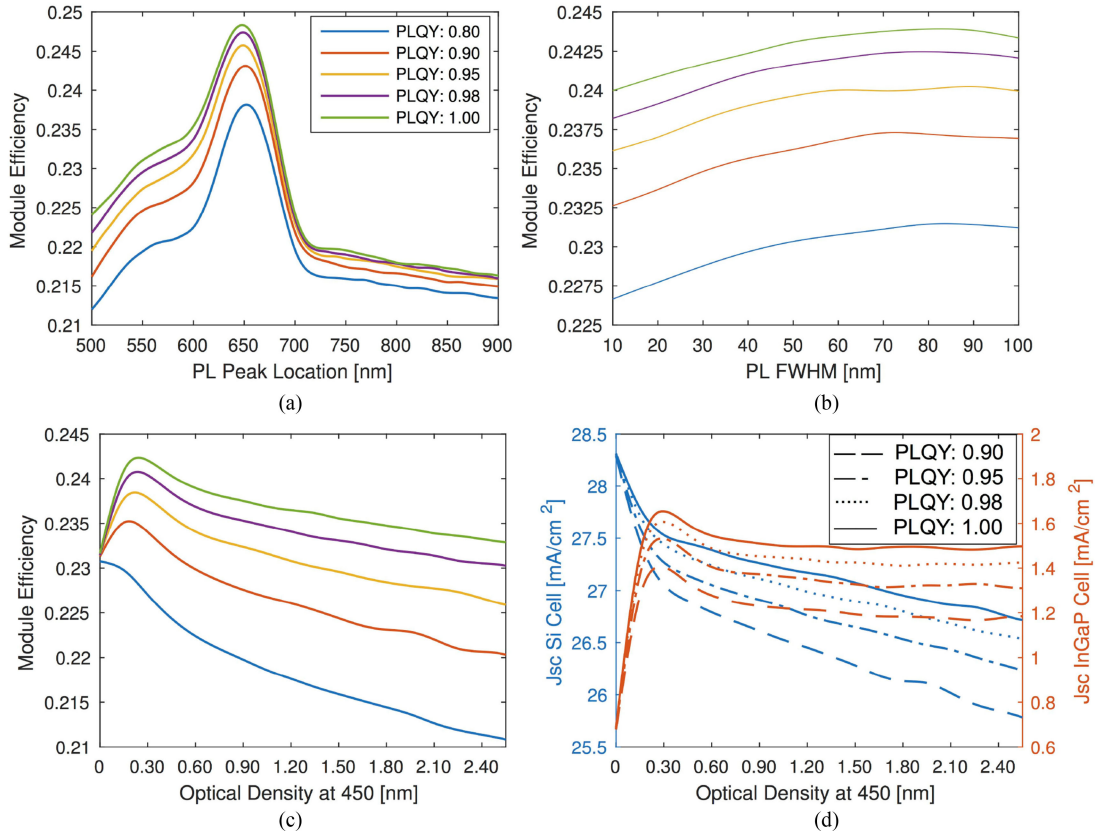 0.25
0.245
0.24
0.235
0.23
0.225
0.22
0.215
0.21
Module Efficiency
PLQY: 0.80
PLQY: 0.90
PLQY: 0.95
PLQY: 0.98
PLQY: 1.00
500 550 600 650 700 750 800 850 900
PL Peak Location [nm]
(a)
0.245
0.2425
0.24
0.2375
0.235
0.2325
0.23
0.2275
0.225
Module Efficiency
10 20 30 40 50 60 70 80 90 100
PL FWHM [nm]
(b)
0.245
0.24
0.235
0.23
0.225
0.22
0.215
0.21
Module Efficiency
0 0.30 0.60 0.90 1.20 1.50 1.80 2.10 2.40
Optical Density at 450 [nm]
(c)
28.5
28
27.5
27
26.5
26
25.5
Jsc Si Cell [mA/cm 2]
PLQY: 0.90
PLQY: 0.95
PLQY: 0.98
PLQY: 1.00
2
1.8
1.6
1.4
1.2
1
0.8
0.6
Jsc InGaP Cell [mA/cm 2]
0 0.30 0.60 0.90 1.20 1.50 1.80 2.10 2.40
Optical Density at 450 [nm]
(d)